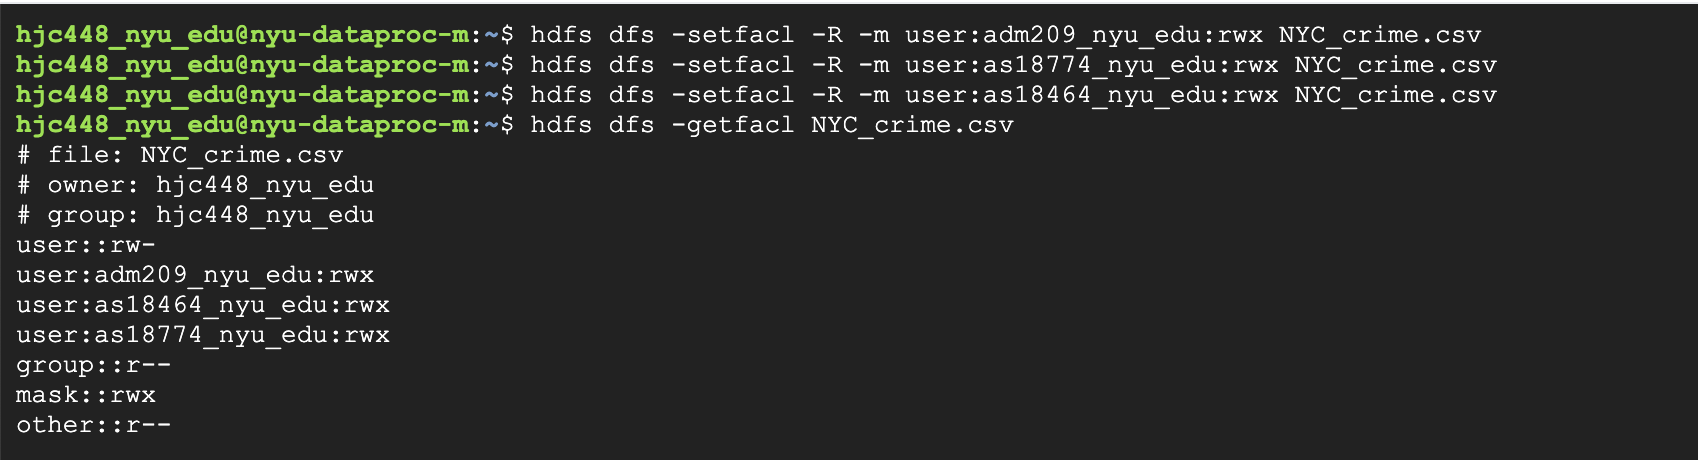 hjc448_nyu_edu@nyu-dataproc-m:~$ hdfs dfs -setfacl -R -m user:adm209_nyu_edu:rwx NYC_crime.csv
hjc448_nyu_edu@nyu-dataproc-m:~$ hdfs dfs -setfacl -R -m user:as18774_nyu_edu:rwx NYC_crime.csv
hjc448_nyu_edu@nyu-dataproc-m:~$ hdfs dfs -setfacl -R -m user:as18464_nyu_edu:rwx NYC_crime.csv
hjc448_nyu_edu@nyu-dataproc-m:~$ hdfs dfs -getfacl NYC_crime.csv
# file: NYC_crime.csv
# owner: hjc448_nyu_edu
# group: hjc448_nyu_edu
user::rw-
user:adm209_nyu_edu:rwx
user:as18464_nyu_edu:rwx
user:as18774_nyu_edu:rwx
group::r--
mask::rwx
other::r--